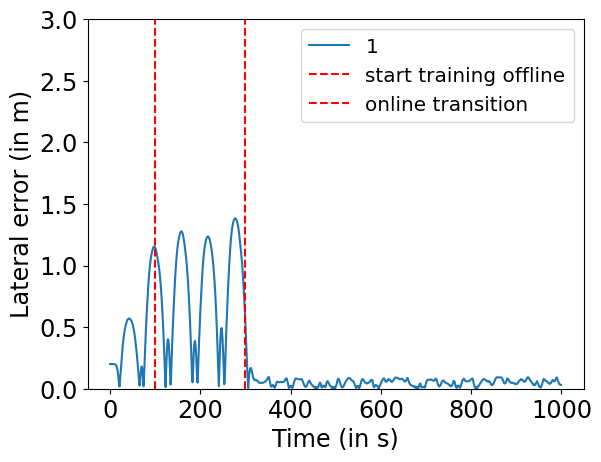 3.0
2.5
2.0
1.5
1.0
0.5
0.0
Lateral error (in m)
1
start training offline
online transition
0 200 400 600 800 1000
Time (in s)